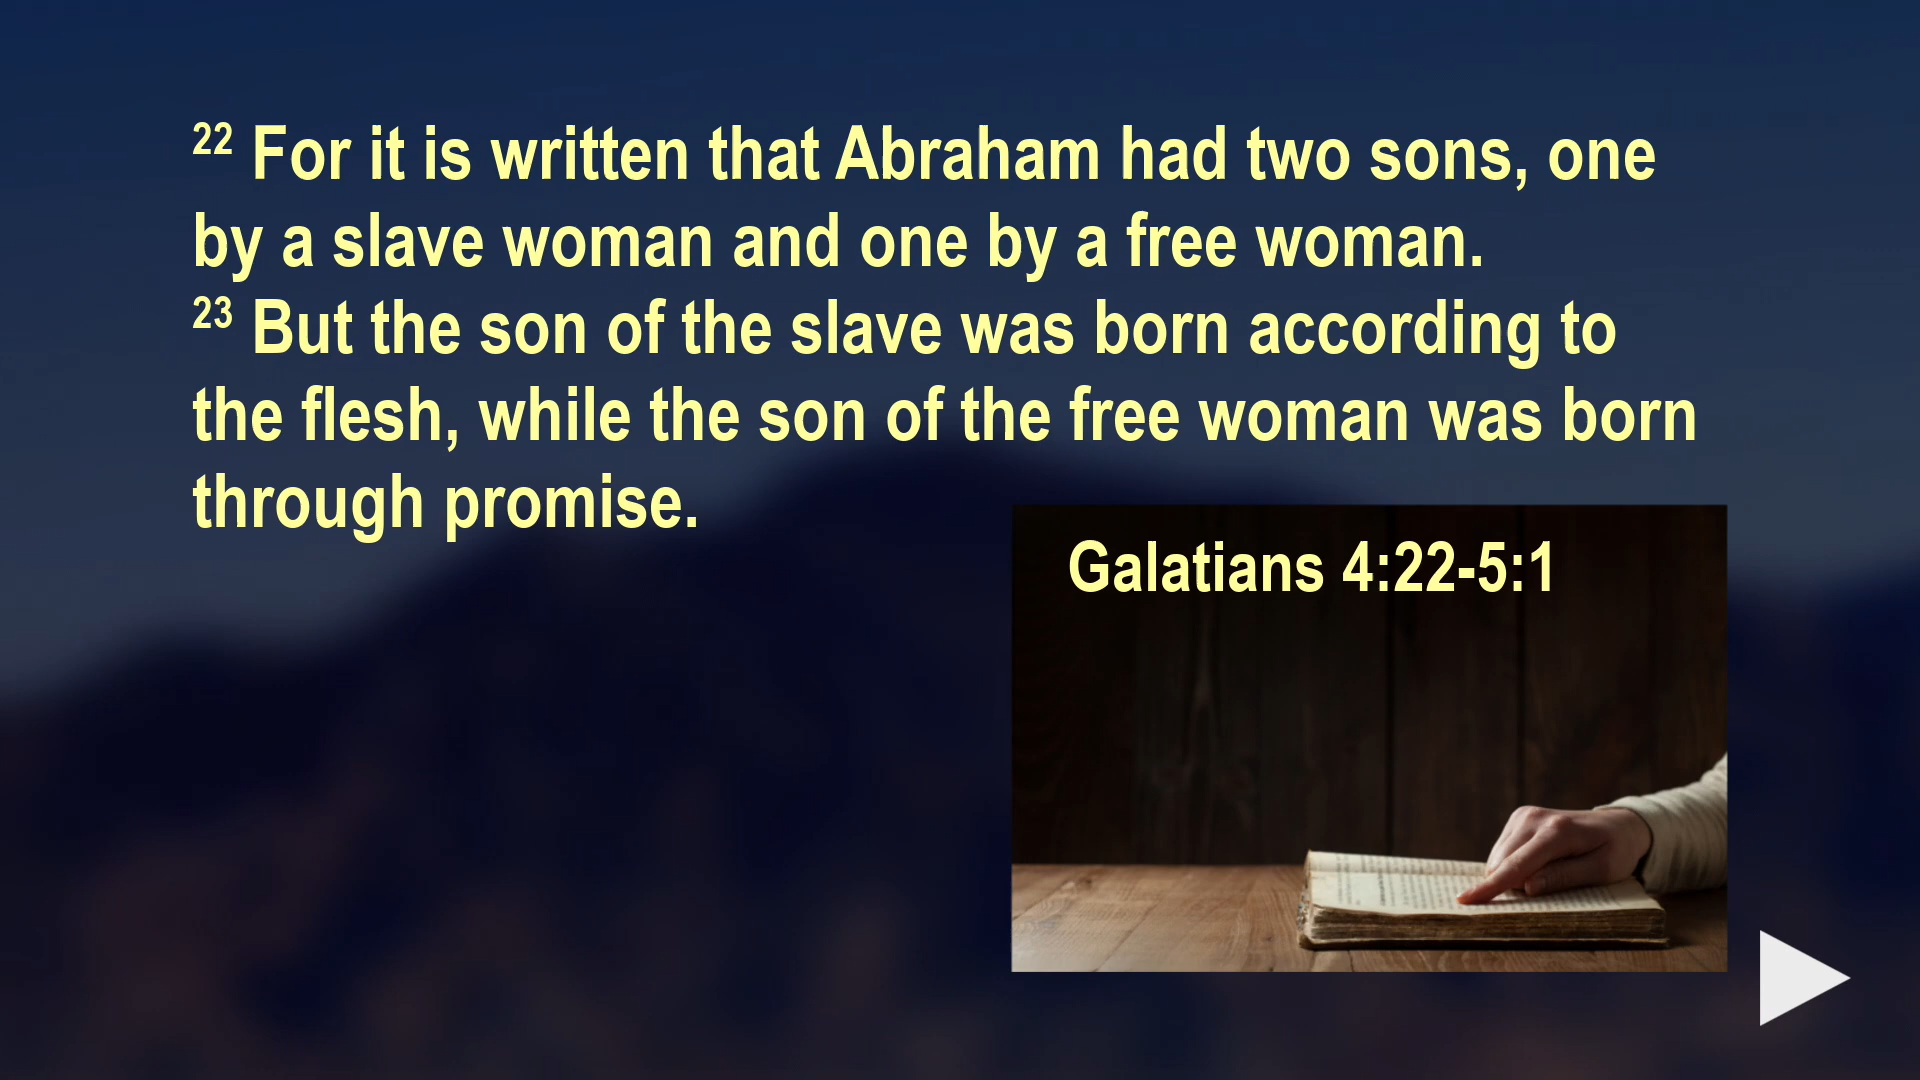 22 For it is written that Abraham had two sons, one
by a slave woman and one by a free woman.
23 But the son of the slave was born according to
the flesh, while the son of the free woman was born
through promise.
Galatians 4:22-5:1